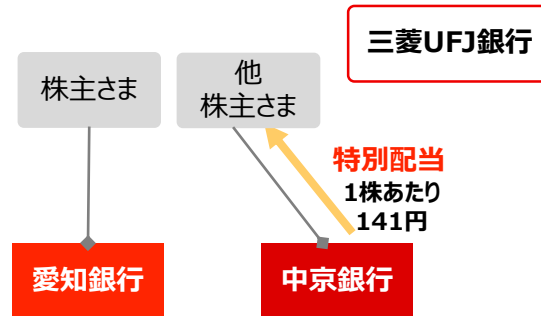 三菱UFJ銀行
株主さま
他
株主さま
特別配当
1株あたり
141円
愛知銀行
中京銀行